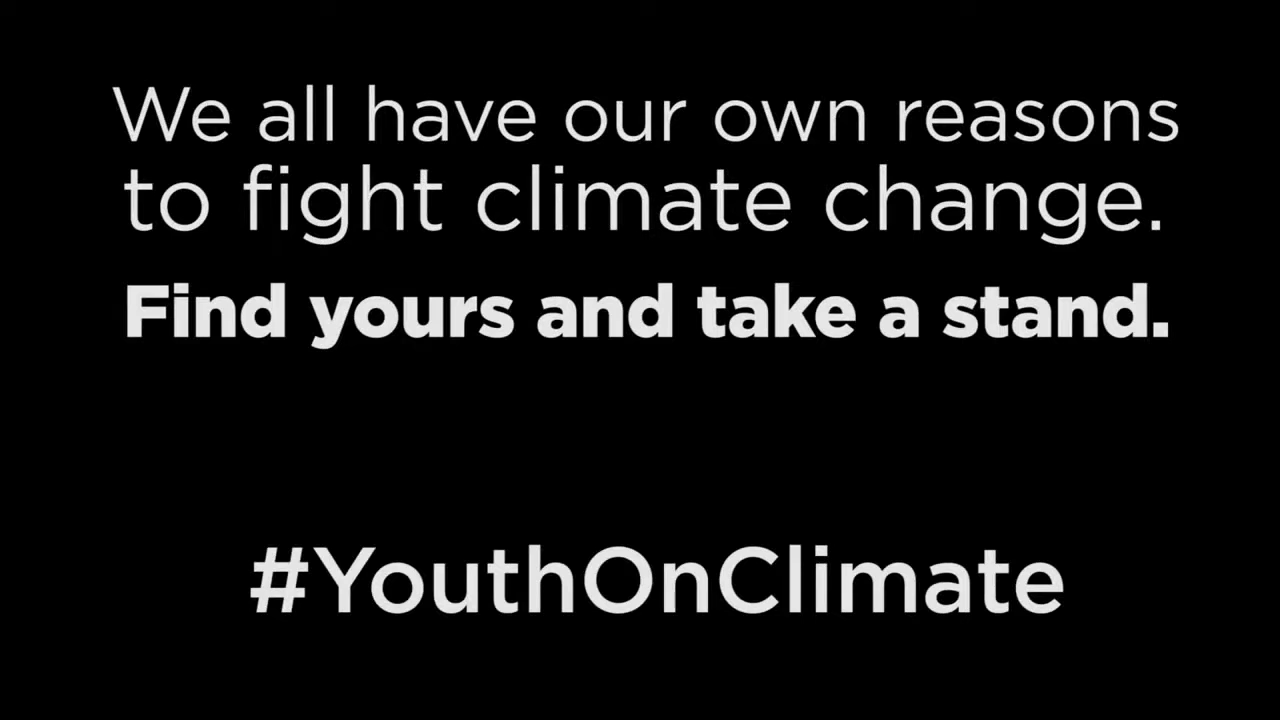 We all have our own reasons
to fight climate change.
Find yours and take a stand.
#YouthOnClimate